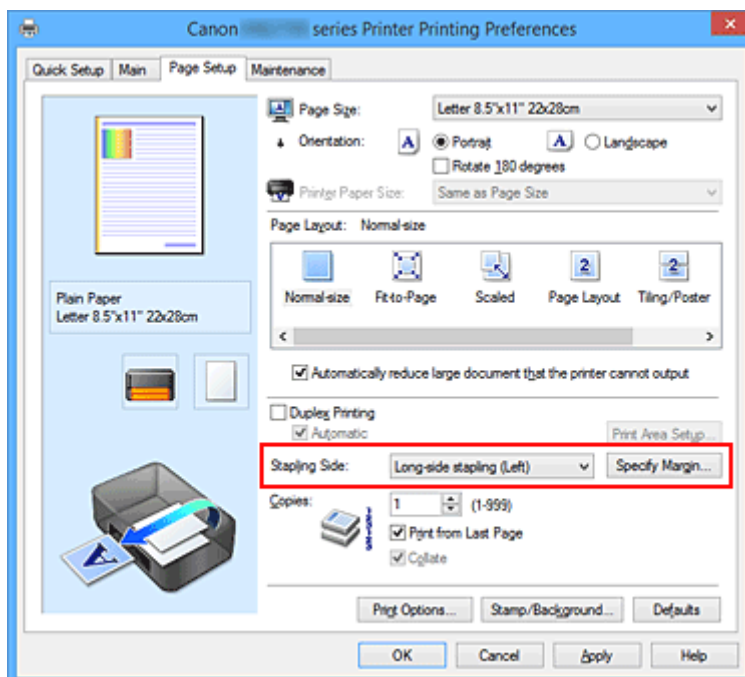 Canon series Printer Printing Preferences
Quick Setup Main Page Setup Maintenance
Page Size: Letter 8.5"x11" 22x28cm
Orientation: A Portrait A Landscape
Rotate 180 degrees
Printer Paper Size: Same as Page Size
Page Layout: Normal-size
2 2
Normal-size Fit-to-Page Scaled Page Layout Tiling/Poster
Plain Paper
Letter 8.5"x11" 22x28cm
Automatically reduce large document that the printer cannot output
Duplex Printing
Automatic Print Area Setup...
Stapling Side: Long-side stapling (Left) Specify Margin...
Copies: 1 (1-999)
Print from Last Page
Collate
A
Print Options... Stamp/Background... Defaults
OK Cancel Apply Help